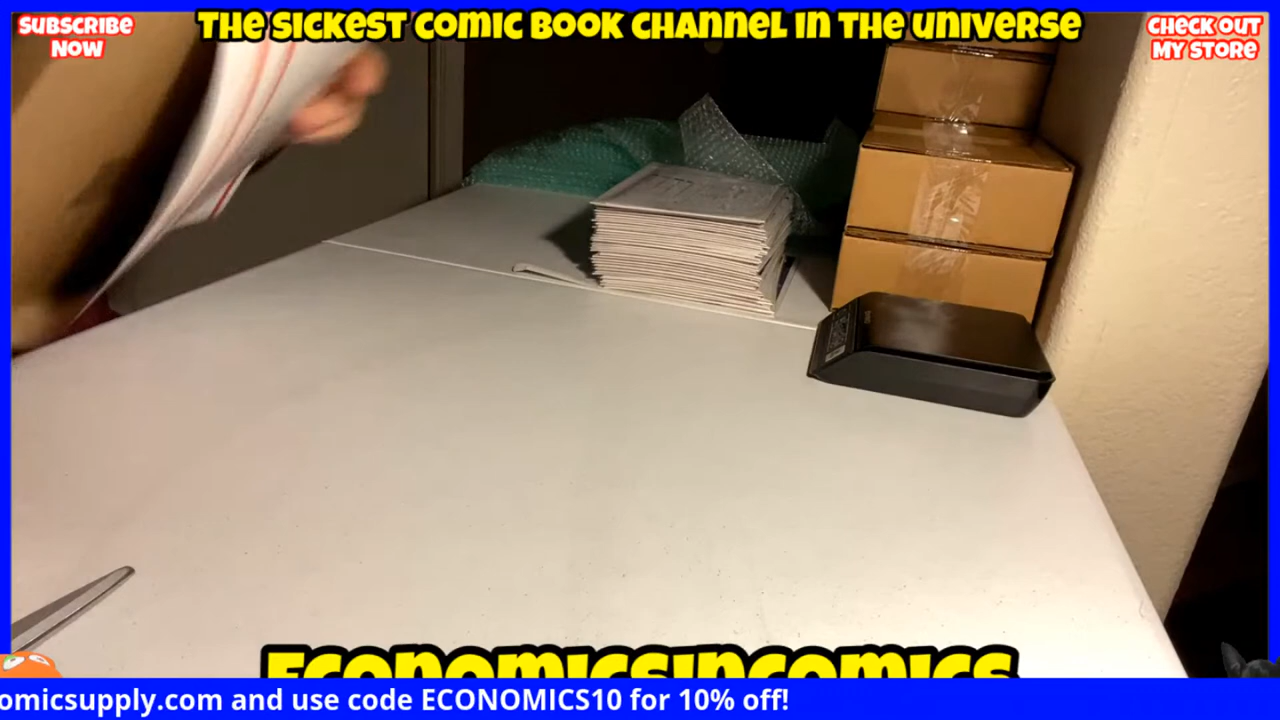 SUBSCRIBE
NOW
THE SICKEST COMIC BOOK CHANNEL IN THE UNIVERSE
CHECK OUT
MY STORE
ECONOMICSINCOMICS
omicsupply.com and use code ECONOMICS10 for 10% off!